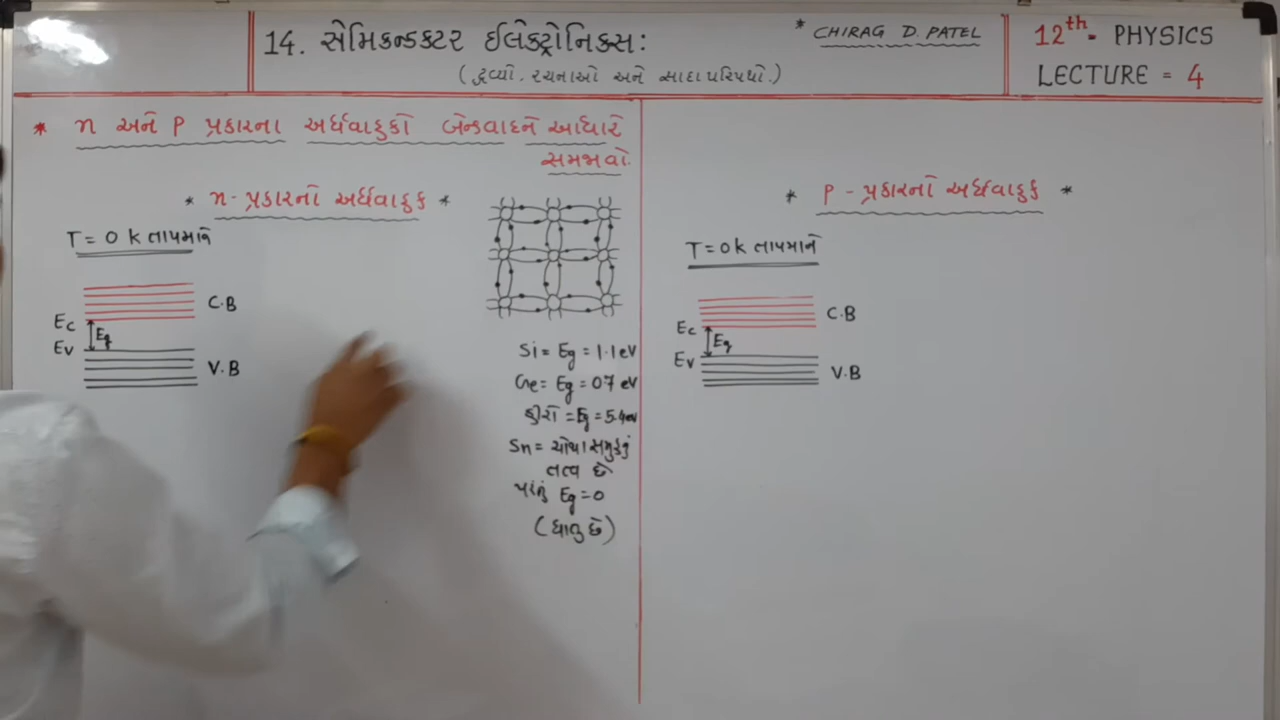 14. સેમિકન્ડક્ટર ઈલેક્ટ્રોનિક્સ:
(દ્રવ્યો, રચનાઓ અને સાદા પરિપથો.)
* CHIRAG D. PATEL
12th - PHYSICS
LECTURE = 4
* n અને P પ્રકારના અર્ધવાહકો બેન્ડવાદને આધારે
સમજાવો.
* n - પ્રકારનો અર્ધવાહક *
T = 0 K તાપમાને
C.B
Ec
Eg
Ev
V.B
Si = Eg = 1.1 eV
Ge = Eg = 0.7 eV
હીરો = Eg = 5.4 eV
Sn = ચોથા સમુહનું
તત્વ છે
પરંતુ Eg = 0
(ધાતુ છે)
* P - પ્રકારનો અર્ધવાહક *
T = 0 K તાપમાને
C.B
Ec
Eg
Ev
V.B